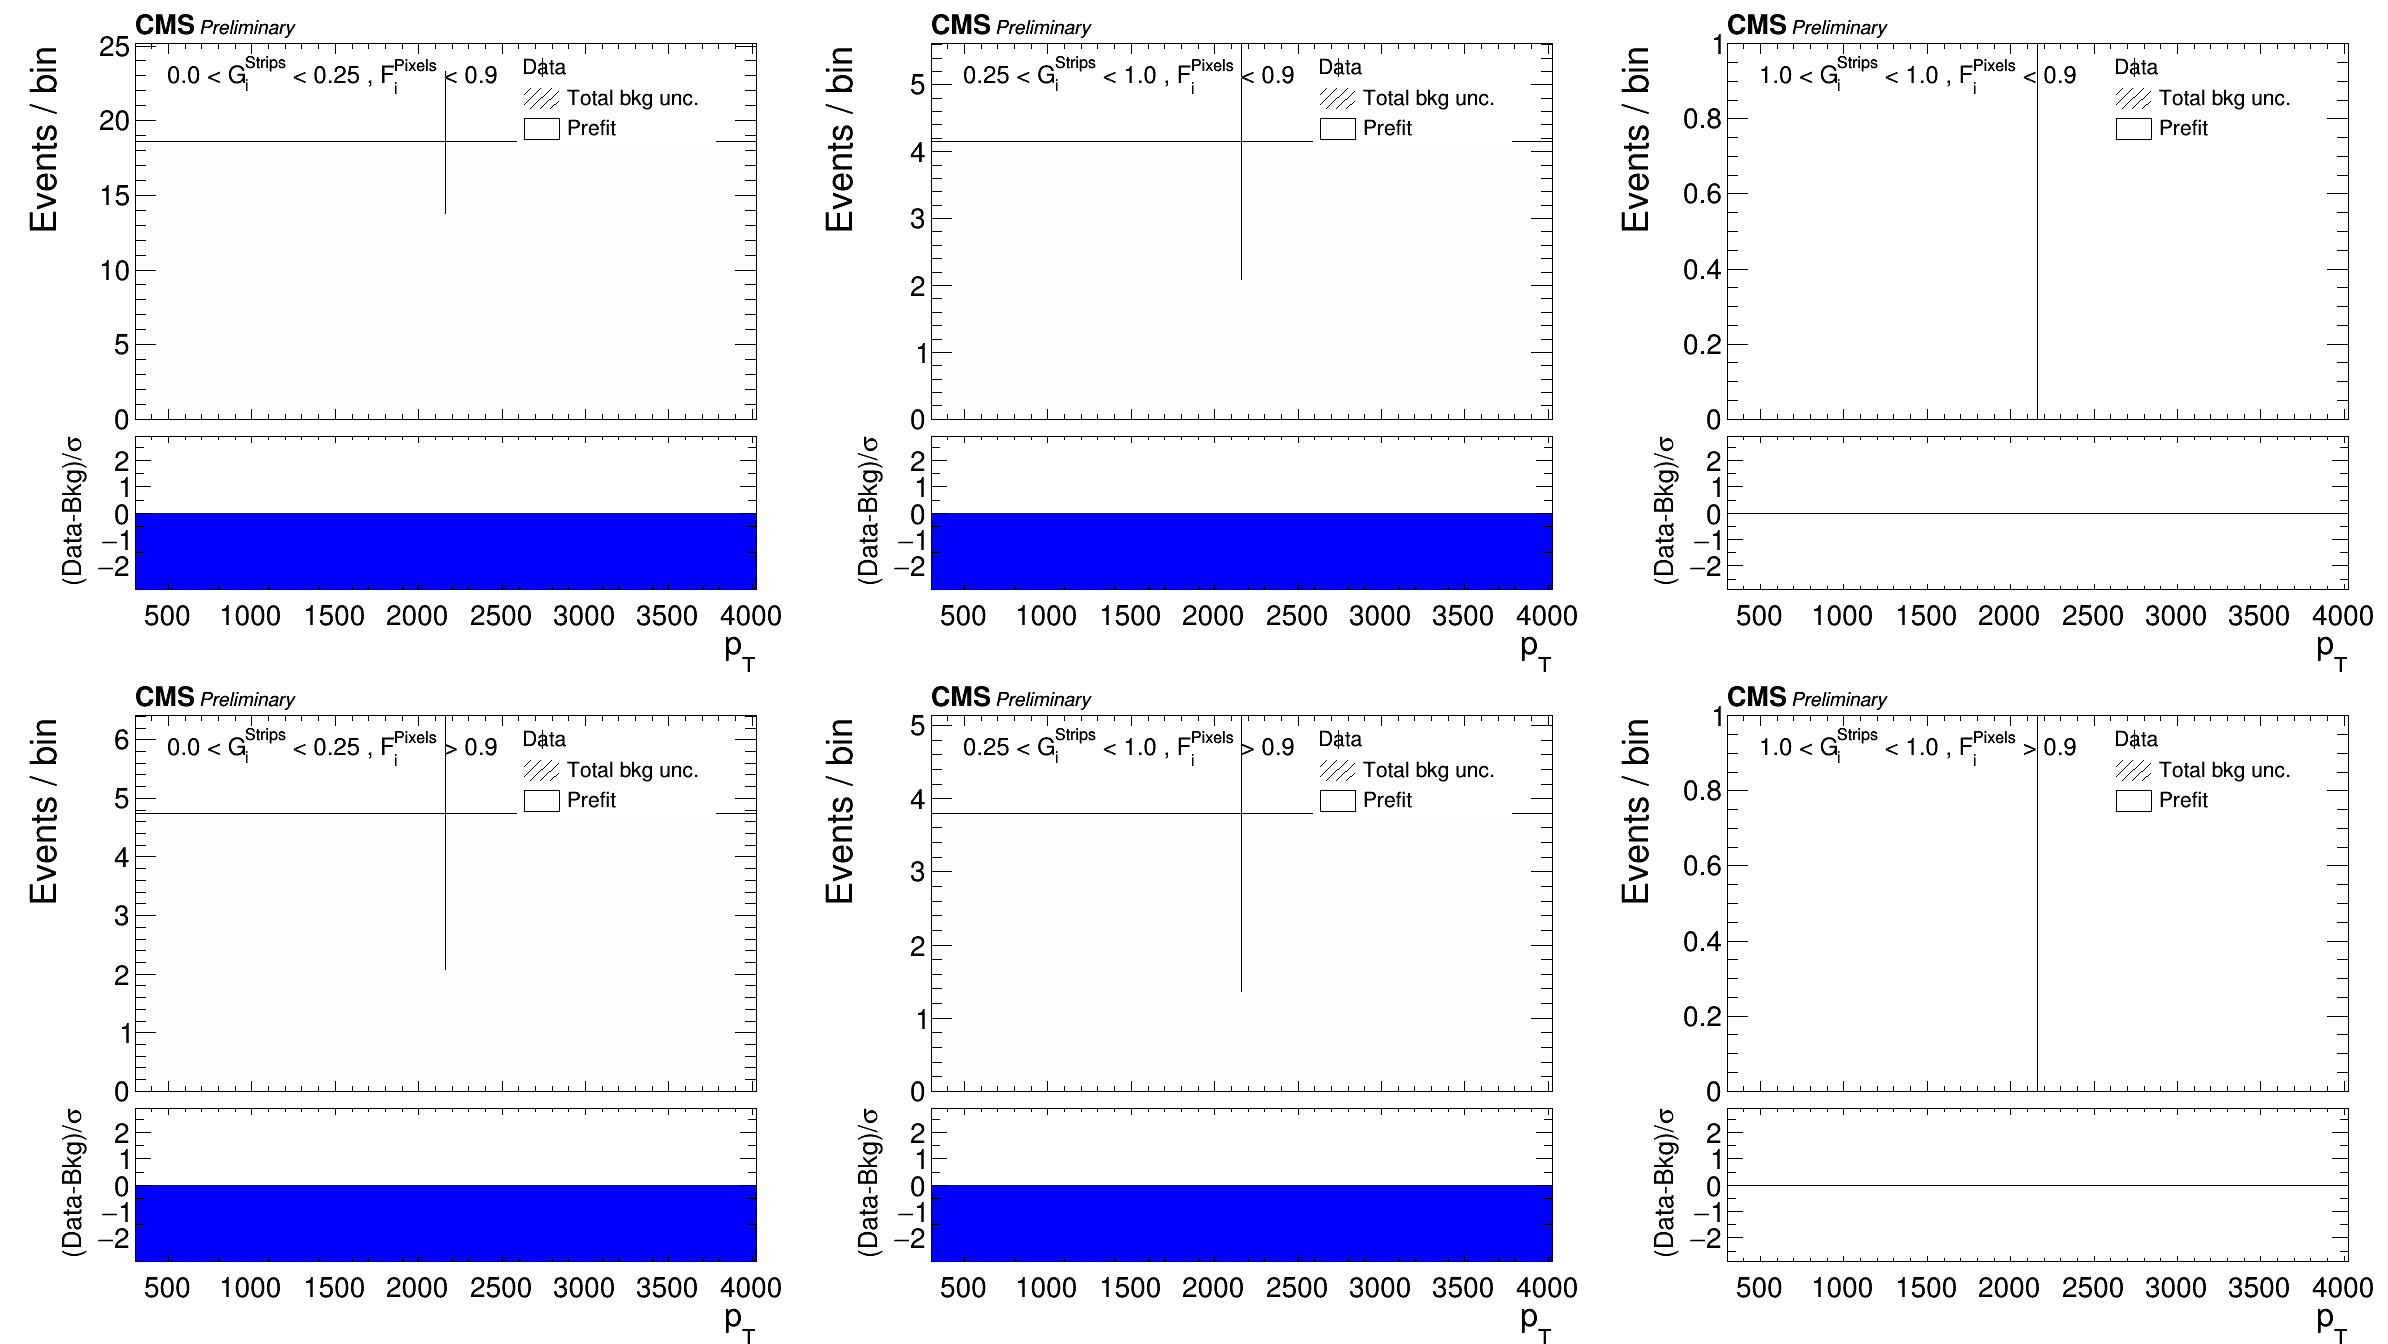 CMS Preliminary
Events / bin
25
20
15
10
5
0
0.0 < G_i^Strips < 0.25 , F_i^Pixels < 0.9
Data
Total bkg unc.
Prefit
(Data-Bkg)/σ
2
1
0
−1
−2
500 1000 1500 2000 2500 3000 3500 4000
p_T
CMS Preliminary
Events / bin
5
4
3
2
1
0
0.25 < G_i^Strips < 1.0 , F_i^Pixels < 0.9
Data
Total bkg unc.
Prefit
(Data-Bkg)/σ
2
1
0
−1
−2
500 1000 1500 2000 2500 3000 3500 4000
p_T
CMS Preliminary
Events / bin
1
0.8
0.6
0.4
0.2
0
1.0 < G_i^Strips < 1.0 , F_i^Pixels < 0.9
Data
Total bkg unc.
Prefit
(Data-Bkg)/σ
2
1
0
−1
−2
500 1000 1500 2000 2500 3000 3500 4000
p_T
CMS Preliminary
Events / bin
6
5
4
3
2
1
0
0.0 < G_i^Strips < 0.25 , F_i^Pixels > 0.9
Data
Total bkg unc.
Prefit
(Data-Bkg)/σ
2
1
0
−1
−2
500 1000 1500 2000 2500 3000 3500 4000
p_T
CMS Preliminary
Events / bin
5
4
3
2
1
0
0.25 < G_i^Strips < 1.0 , F_i^Pixels > 0.9
Data
Total bkg unc.
Prefit
(Data-Bkg)/σ
2
1
0
−1
−2
500 1000 1500 2000 2500 3000 3500 4000
p_T
CMS Preliminary
Events / bin
1
0.8
0.6
0.4
0.2
0
1.0 < G_i^Strips < 1.0 , F_i^Pixels > 0.9
Data
Total bkg unc.
Prefit
(Data-Bkg)/σ
2
1
0
−1
−2
500 1000 1500 2000 2500 3000 3500 4000
p_T